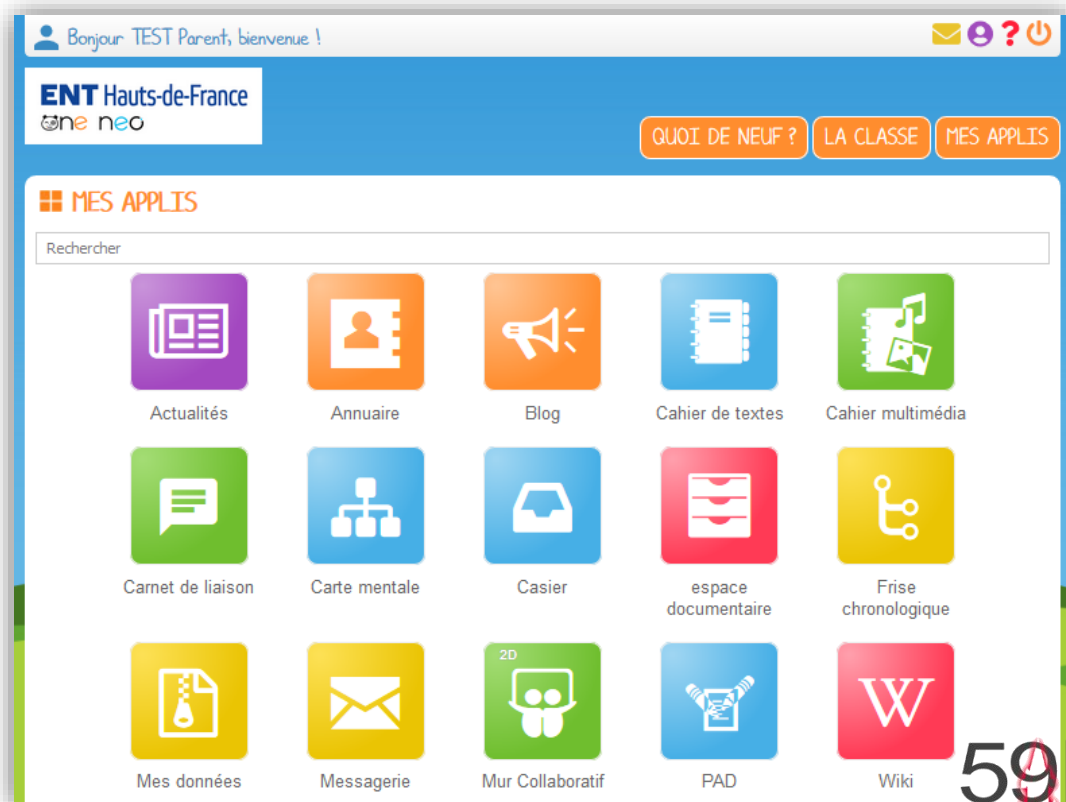 Bonjour TEST Parent, bienvenue !
?
ENT Hauts-de-France
one neo
QUOI DE NEUF ?
LA CLASSE
MES APPLIS
MES APPLIS
Rechercher
Actualités
Annuaire
Blog
Cahier de textes
Cahier multimédia
Carnet de liaison
Carte mentale
Casier
espace
documentaire
Frise
chronologique
2D
W
Mes données
Messagerie
Mur Collaboratif
PAD
Wiki
59